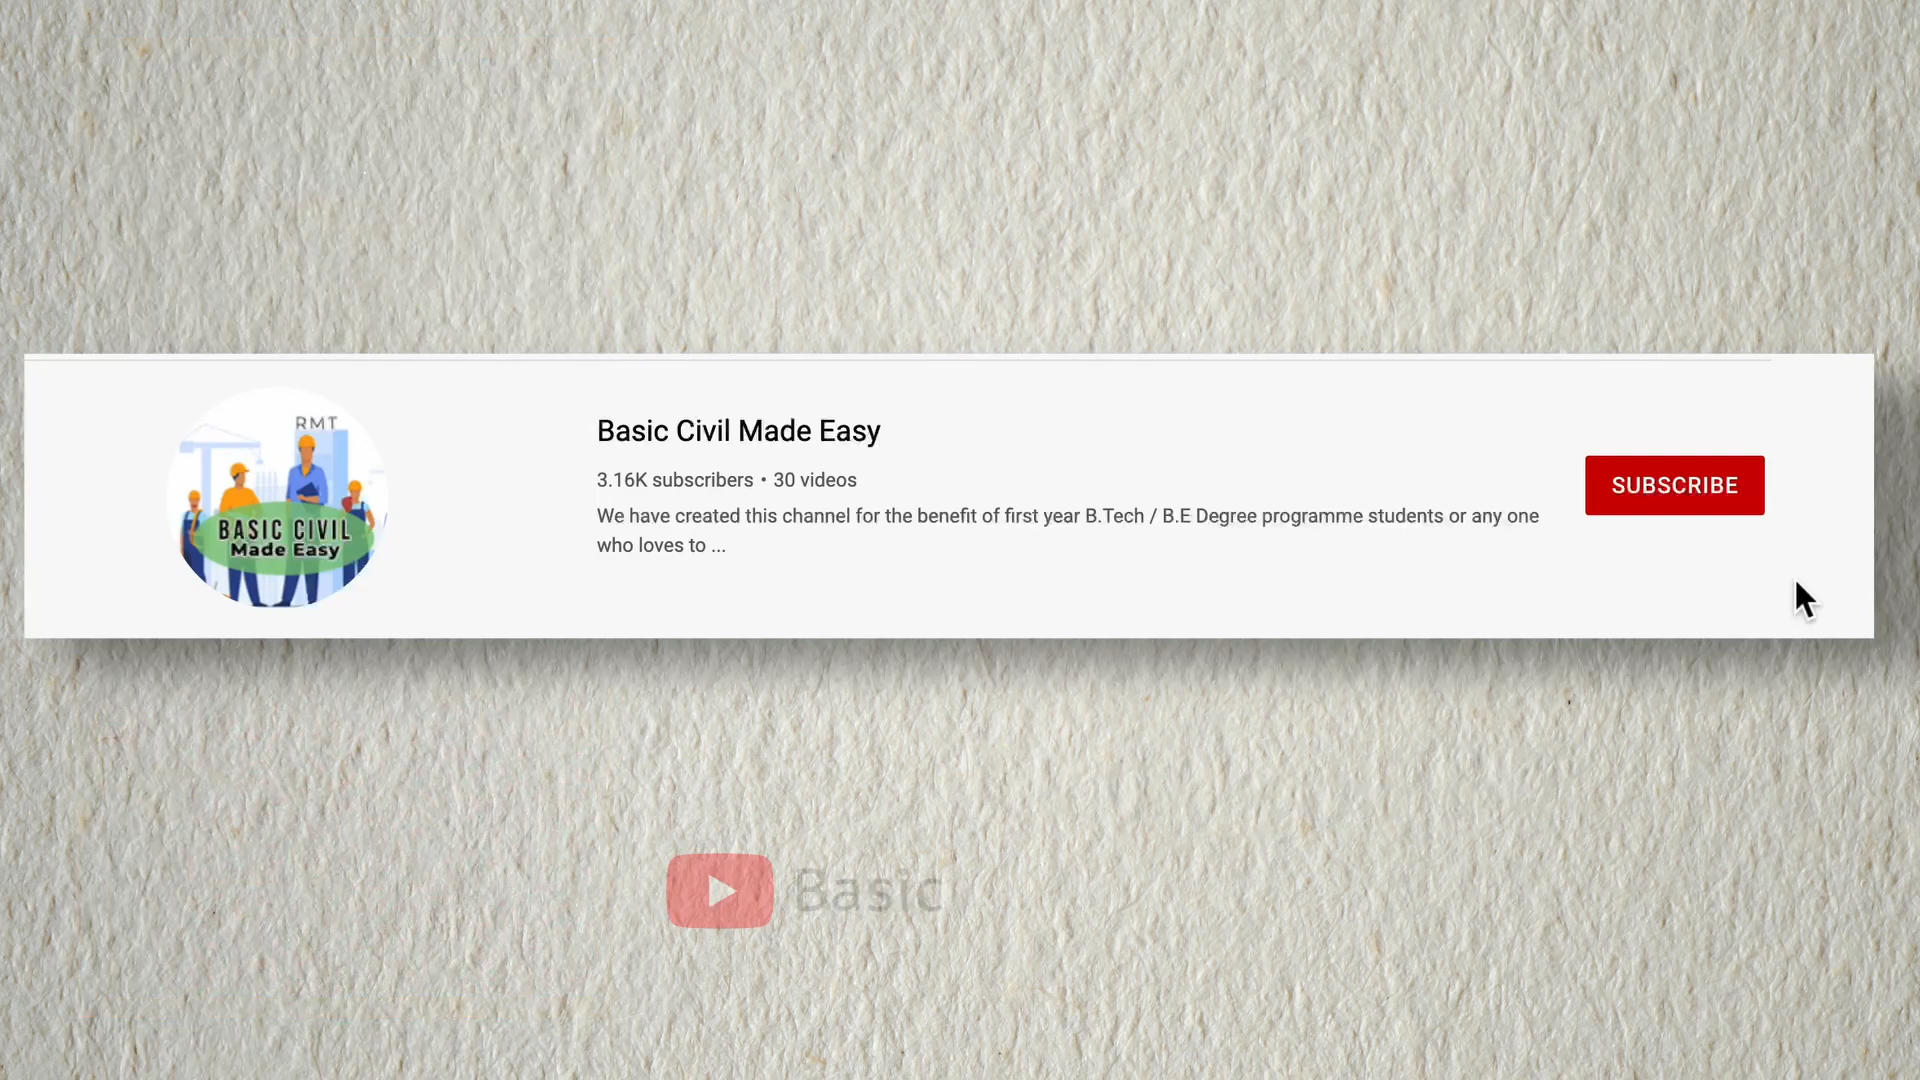 RMT
BASIC CIVIL
Made Easy
Basic Civil Made Easy
3.16K subscribers • 30 videos
We have created this channel for the benefit of first year B.Tech / B.E Degree programme students or any one
who loves to ...
SUBSCRIBE
Basic